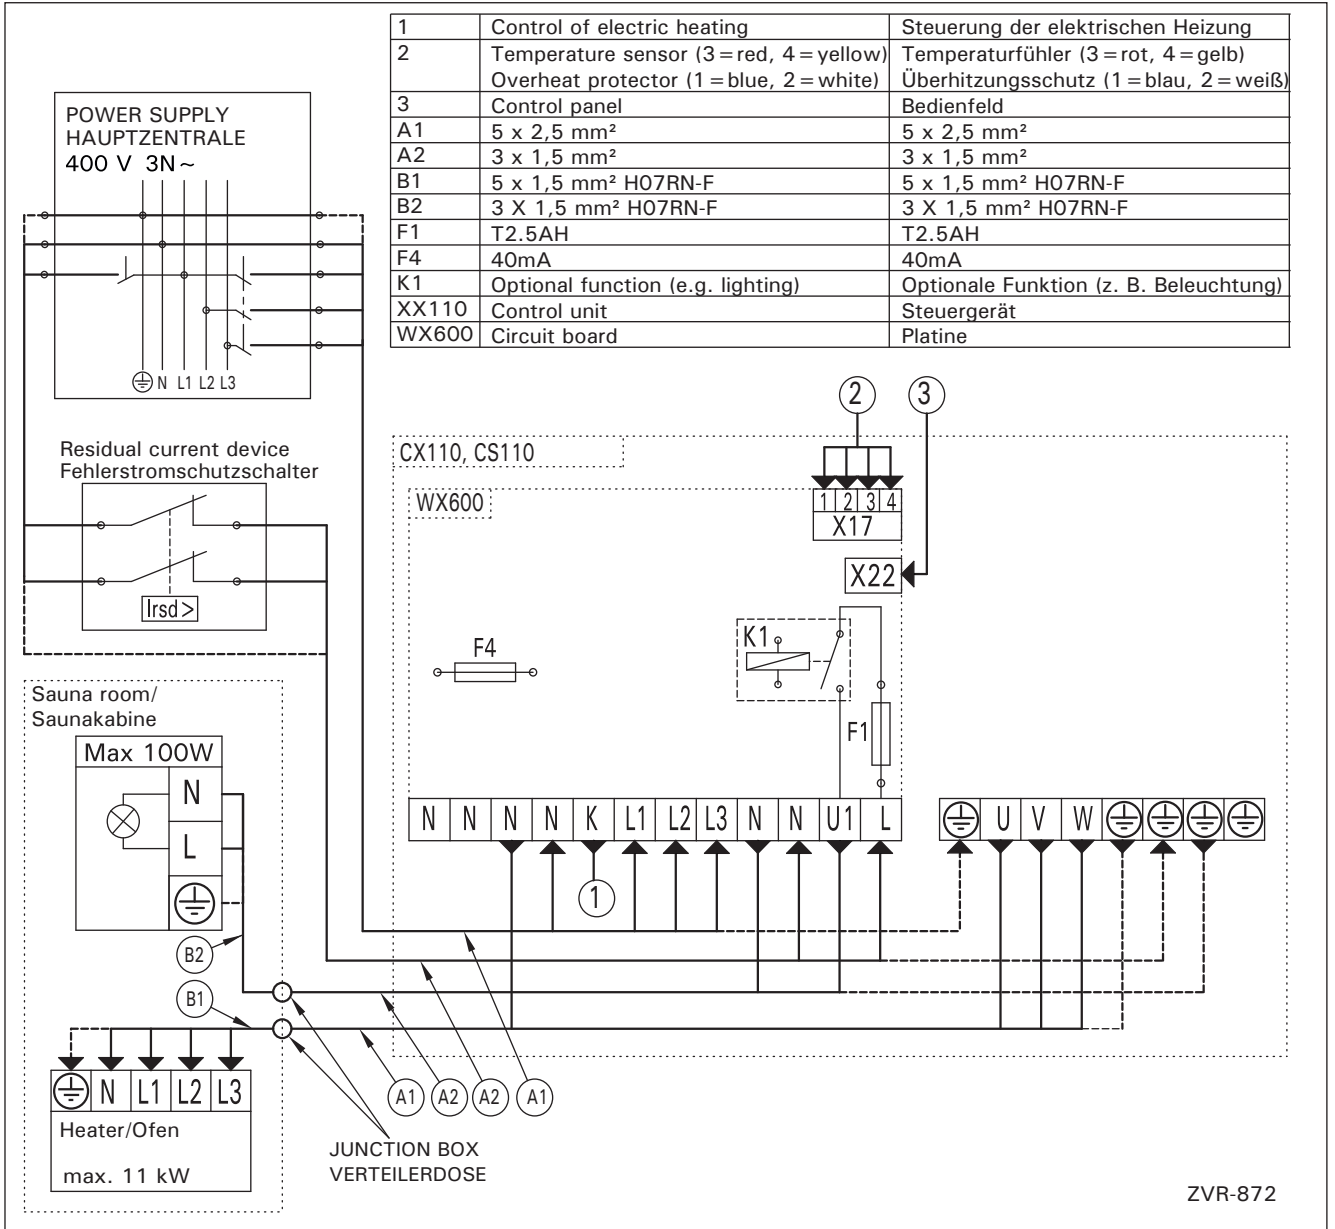 1 Control of electric heating Steuerung der elektrischen Heizung
2 Temperature sensor (3=red, 4=yellow) Temperaturfühler (3=rot, 4=gelb)
Overheat protector (1=blue, 2=white) Überhitzungsschutz (1=blau, 2=weiß)
3 Control panel Bedienfeld
A1 5 x 2,5 mm² 5 x 2,5 mm²
A2 3 x 1,5 mm² 3 x 1,5 mm²
B1 5 x 1,5 mm² H07RN-F 5 x 1,5 mm² H07RN-F
B2 3 X 1,5 mm² H07RN-F 3 X 1,5 mm² H07RN-F
F1 T2.5AH T2.5AH
F4 40mA 40mA
K1 Optional function (e.g. lighting) Optionale Funktion (z. B. Beleuchtung)
XX110 Control unit Steuergerät
WX600 Circuit board Platine
POWER SUPPLY
HAUPTZENTRALE
400 V 3N~
N L1 L2 L3
Residual current device
Fehlerstromschutzschalter
Irsd>
2 3
CX110, CS110
WX600
1 2 3 4
X17
X22
K1
F4
F1
Sauna room/
Saunakabine
Max 100W
N
L
N N N N K L1 L2 L3 N N U1 L
U V W
1
B2
B1
N L1 L2 L3
Heater/Ofen
max. 11 kW
A1 A2 A2 A1
JUNCTION BOX
VERTEILERDOSE
ZVR-872